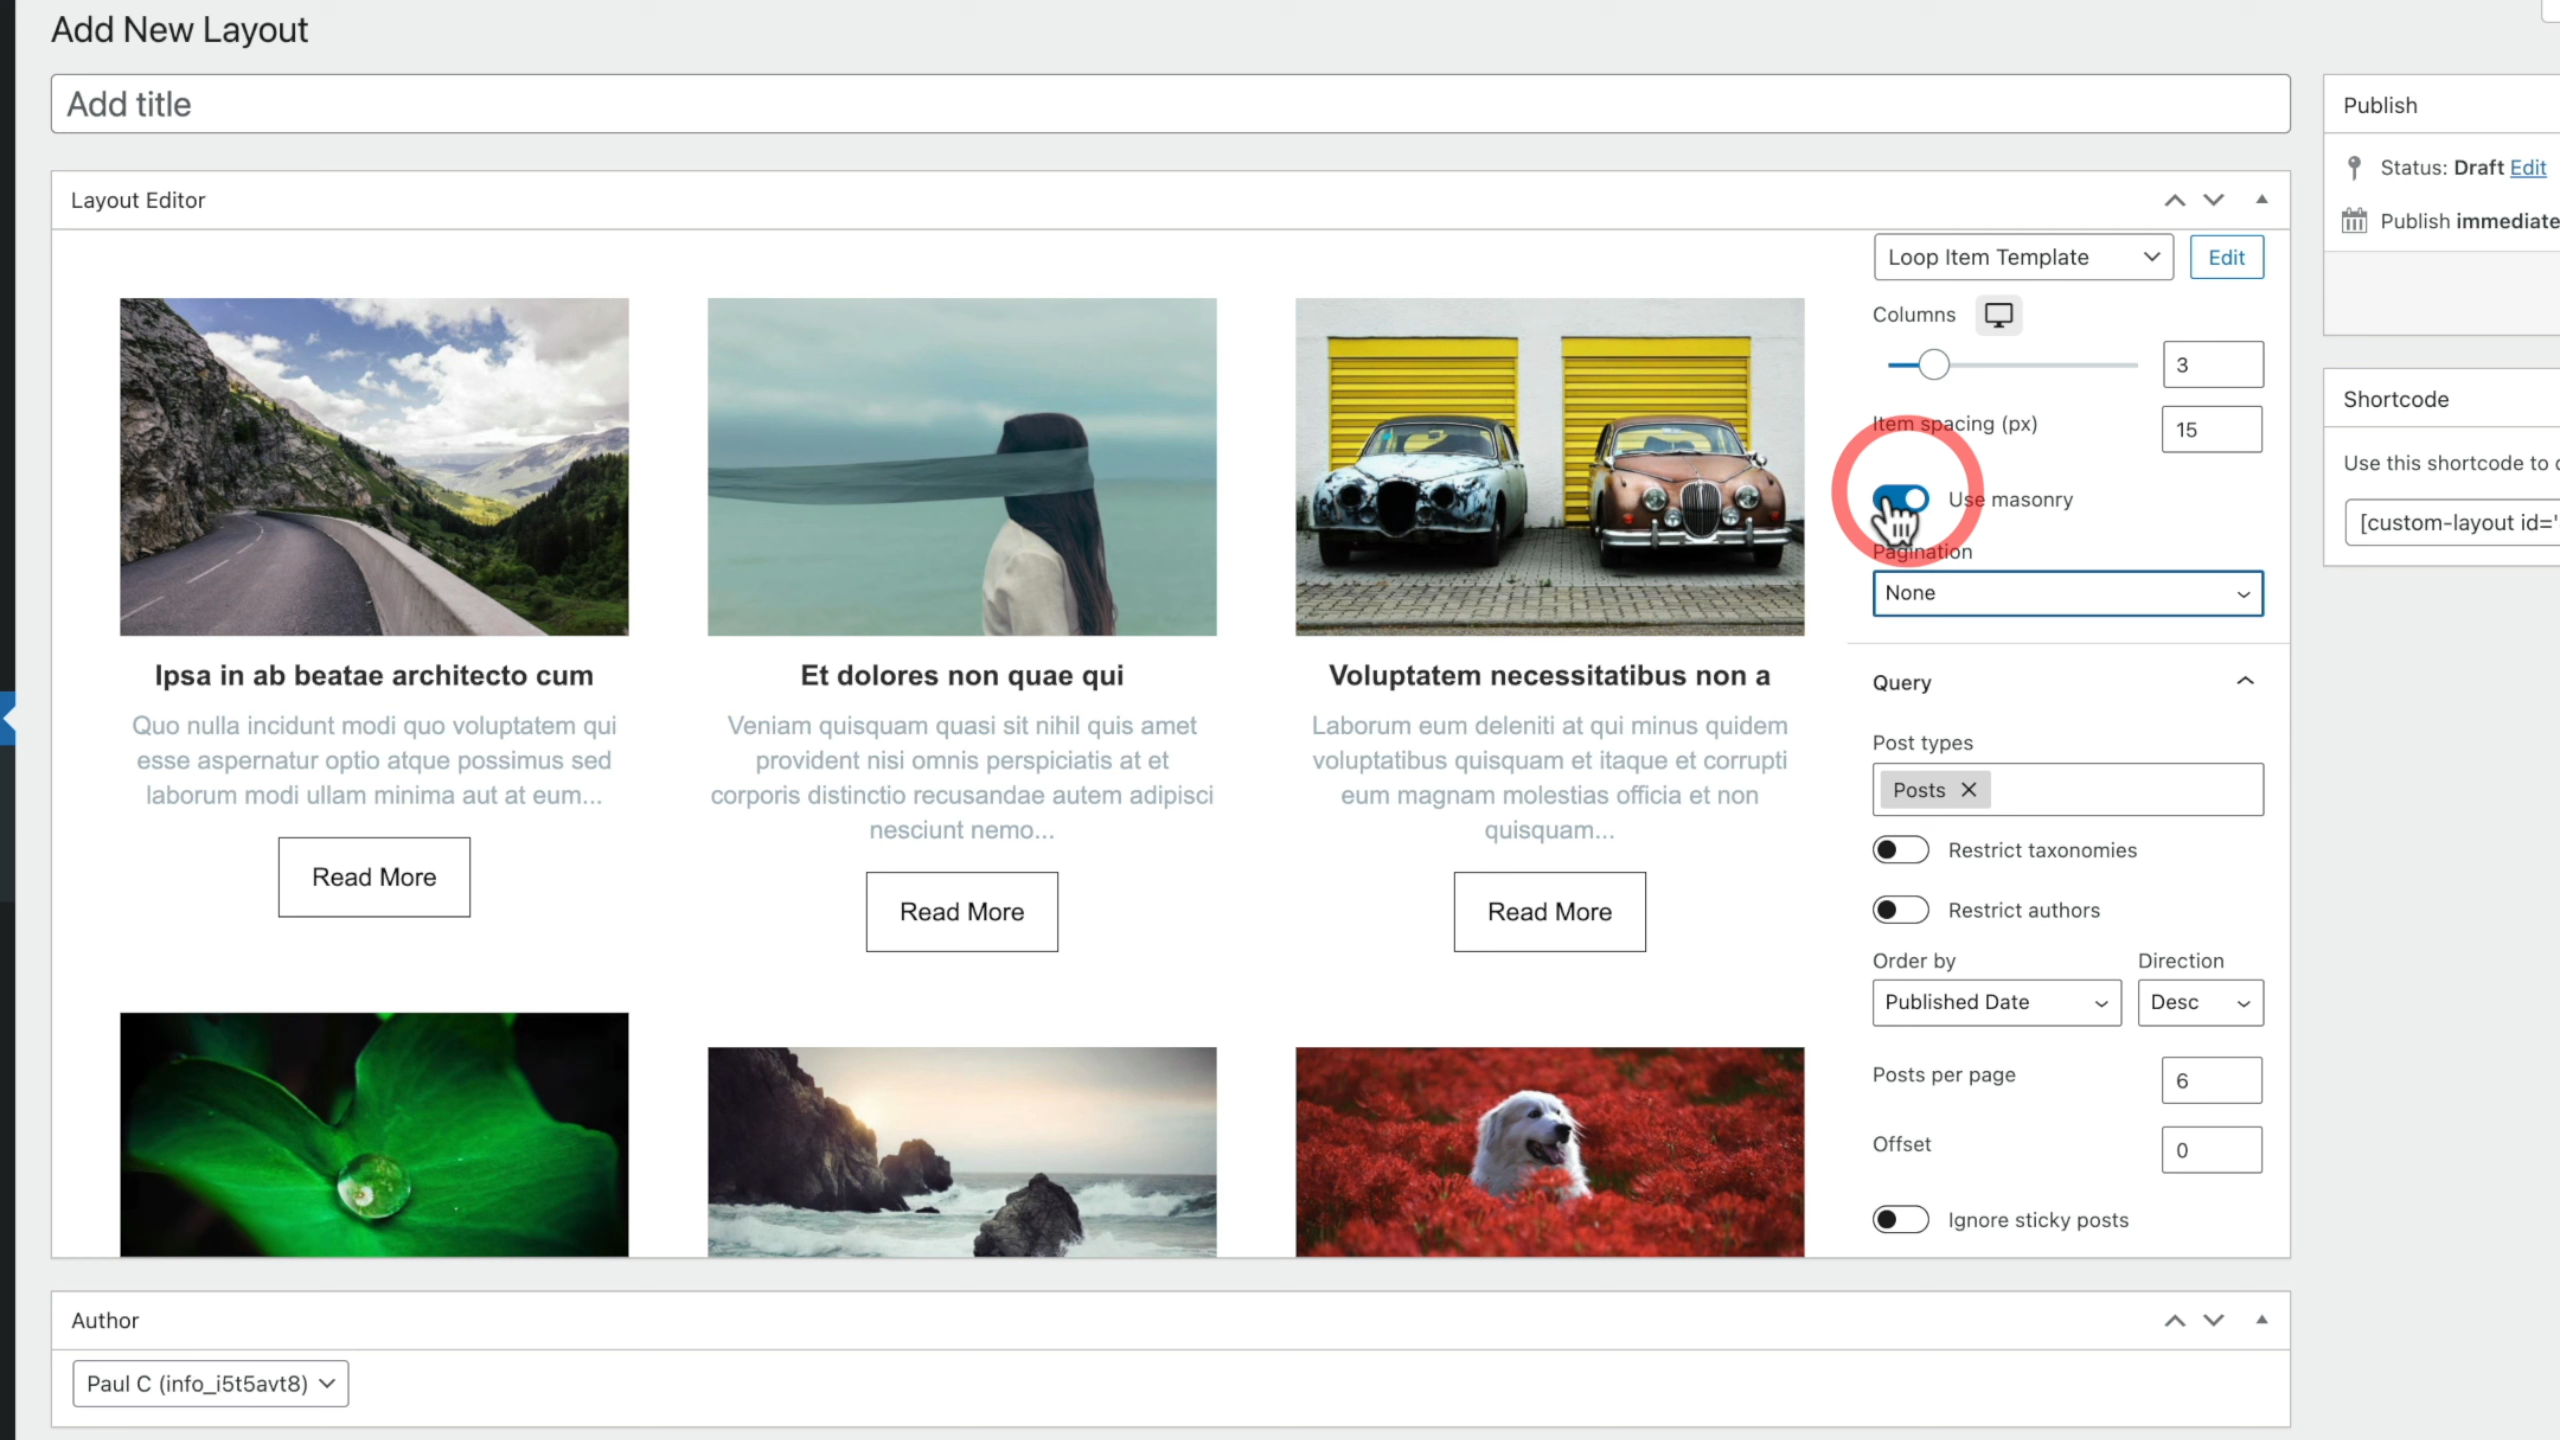 Add New Layout
Add title
Layout Editor
Ipsa in ab beatae architecto cum
Quo nulla incidunt modi quo voluptatem qui
esse aspernatur optio atque possimus sed
laborum modi ullam minima aut at eum...
Read More
Et dolores non quae qui
Veniam quisquam quasi sit nihil quis amet
provident nisi omnis perspiciatis at et
corporis distinctio recusandae autem adipisci
nesciunt nemo...
Read More
Voluptatem necessitatibus non a
Laborum eum deleniti at qui minus quidem
voluptatibus quisquam et itaque et corrupti
eum magnam molestias officia et non
quisquam...
Read More
Loop Item Template
Edit
Columns
3
Item spacing (px)
15
Use masonry
Pagination
None
Query
Post types
Posts
Restrict taxonomies
Restrict authors
Order by
Direction
Published Date
Desc
Posts per page
6
Offset
0
Ignore sticky posts
Author
Paul C (info_i5t5avt8)
Publish
Status: Draft Edit
Publish immediate
Shortcode
Use this shortcode to
[custom-layout id='